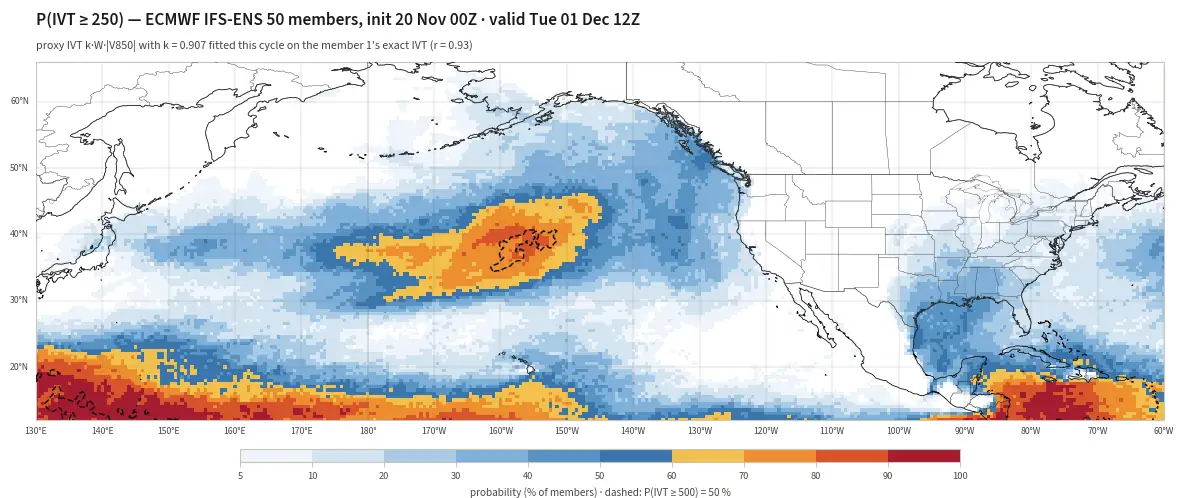 P(IVT ≥ 250) — ECMWF IFS-ENS 50 members, init 20 Nov 00Z · valid Tue 01 Dec 12Z
proxy IVT k·W·|V850| with k = 0.907 fitted this cycle on the member 1's exact IVT (r = 0.93)
60°N
50°N
40°N
30°N
20°N
130°E 140°E 150°E 160°E 170°E 180° 170°W 160°W 150°W 140°W 130°W 120°W 110°W 100°W 90°W 80°W 70°W 60°W
5 10 20 30 40 50 60 70 80 90 100
probability (% of members) · dashed: P(IVT ≥ 500) = 50 %